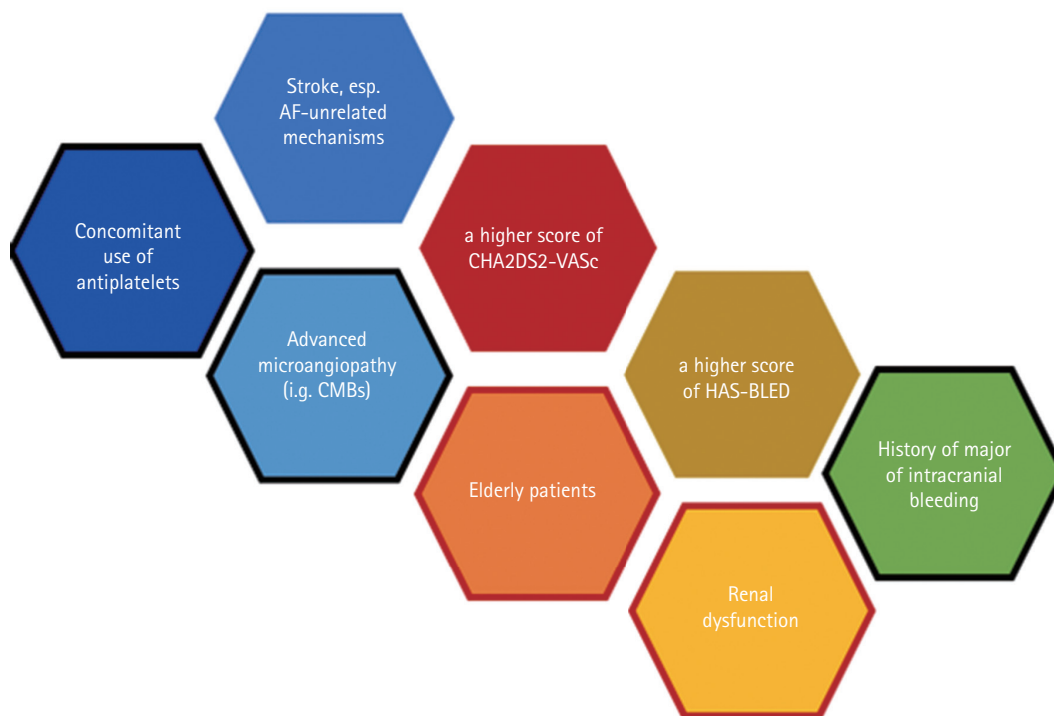 Stroke, esp.
AF-unrelated
mechanisms
Concomitant
use of
antiplatelets
a higher score of
CHA2DS2-VASc
Advanced
microangiopathy
(i.g. CMBs)
a higher score
of HAS-BLED
History of major
of intracranial
bleeding
Elderly patients
Renal
dysfunction